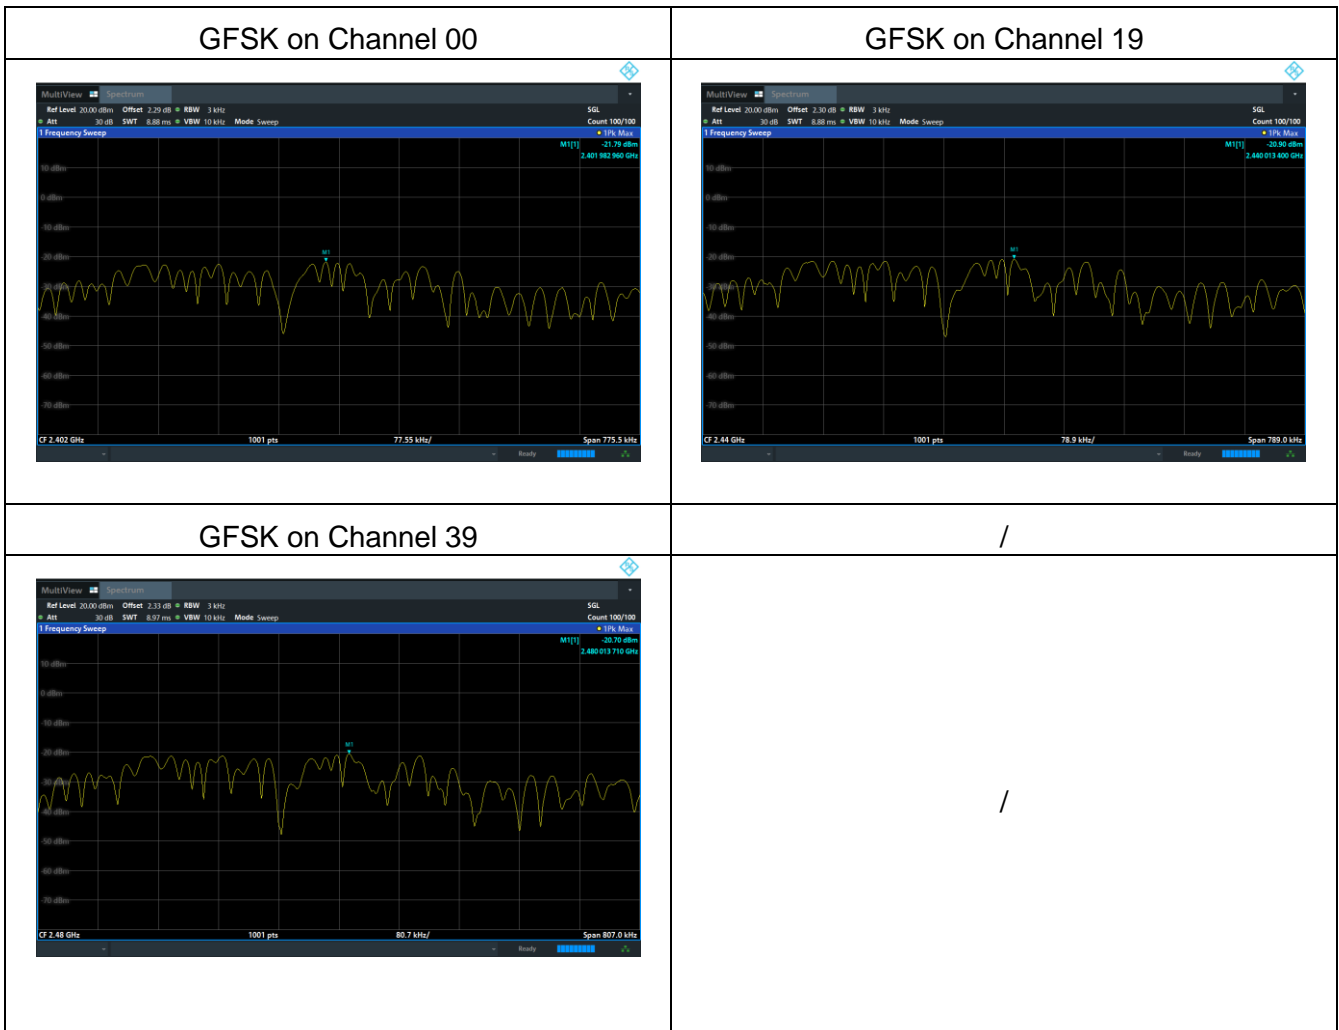 GFSK on Channel 00
GFSK on Channel 19
MultiView Spectrum
Ref Level 20.00 dBm Offset 2.29 dB RBW 3 kHz SGL
Att 30 dB SWT 8.88 ms VBW 10 kHz Mode Sweep Count 100/100
1 Frequency Sweep 1Pk Max
M1[1] -21.79 dBm
2.401 982 960 GHz
10 dBm
0 dBm
-10 dBm
M1
-20 dBm
-30 dBm
-40 dBm
-50 dBm
-60 dBm
-70 dBm
CF 2.402 GHz 1001 pts 77.55 kHz/ Span 775.5 kHz
Ready
MultiView Spectrum
Ref Level 20.00 dBm Offset 2.30 dB RBW 3 kHz SGL
Att 30 dB SWT 8.88 ms VBW 10 kHz Mode Sweep Count 100/100
1 Frequency Sweep 1Pk Max
M1[1] -20.90 dBm
2.440 013 400 GHz
10 dBm
0 dBm
-10 dBm
M1
-20 dBm
-30 dBm
-40 dBm
-50 dBm
-60 dBm
-70 dBm
CF 2.44 GHz 1001 pts 78.9 kHz/ Span 789.0 kHz
Ready
GFSK on Channel 39
/
MultiView Spectrum
Ref Level 20.00 dBm Offset 2.33 dB RBW 3 kHz SGL
Att 30 dB SWT 8.97 ms VBW 10 kHz Mode Sweep Count 100/100
1 Frequency Sweep 1Pk Max
M1[1] -20.70 dBm
2.480 013 710 GHz
10 dBm
0 dBm
-10 dBm
M1
-20 dBm
-30 dBm
-40 dBm
-50 dBm
-60 dBm
-70 dBm
CF 2.48 GHz 1001 pts 80.7 kHz/ Span 807.0 kHz
Ready
/